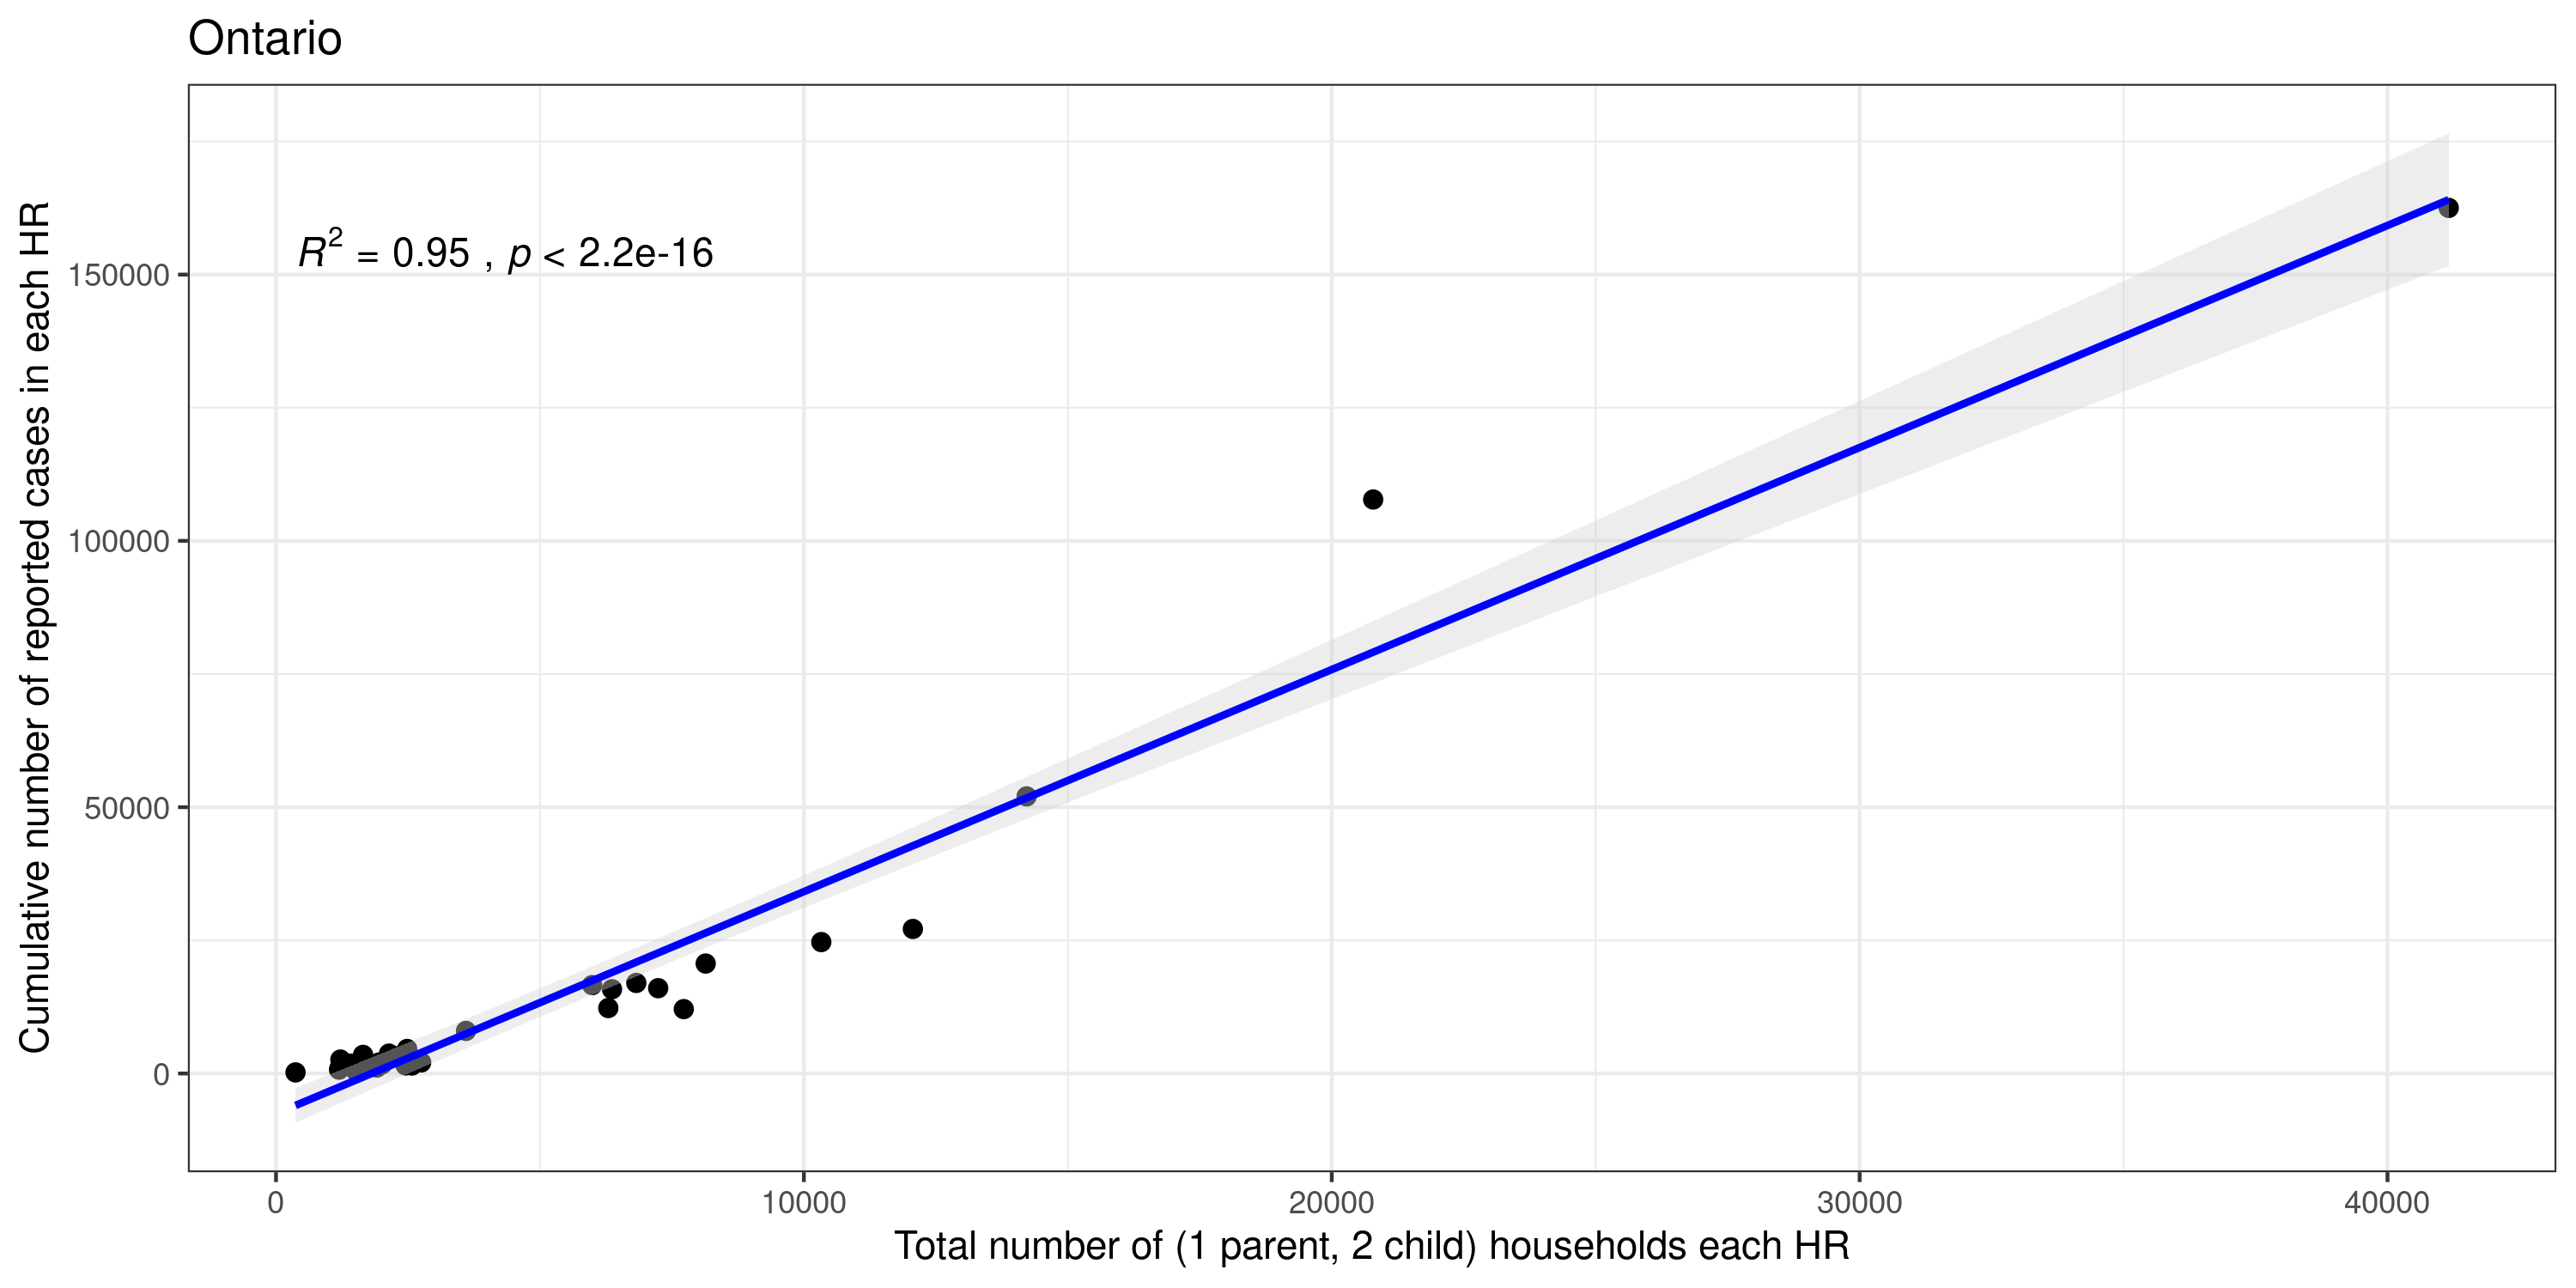 Ontario
Cumulative number of reported cases in each HR
R² = 0.95 , p < 2.2e-16
150000
100000
50000
0
0 10000 20000 30000 40000
Total number of (1 parent, 2 child) households each HR